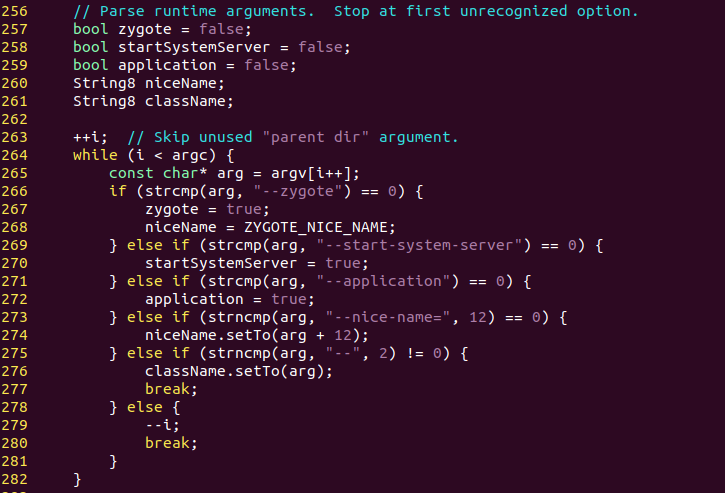 256     // Parse runtime arguments.  Stop at first unrecognized option.
257     bool zygote = false;
258     bool startSystemServer = false;
259     bool application = false;
260     String8 niceName;
261     String8 className;
262
263     ++i;  // Skip unused "parent dir" argument.
264     while (i < argc) {
265         const char* arg = argv[i++];
266         if (strcmp(arg, "--zygote") == 0) {
267             zygote = true;
268             niceName = ZYGOTE_NICE_NAME;
269         } else if (strcmp(arg, "--start-system-server") == 0) {
270             startSystemServer = true;
271         } else if (strcmp(arg, "--application") == 0) {
272             application = true;
273         } else if (strncmp(arg, "--nice-name=", 12) == 0) {
274             niceName.setTo(arg + 12);
275         } else if (strncmp(arg, "--", 2) != 0) {
276             className.setTo(arg);
277             break;
278         } else {
279             --i;
280             break;
281         }
282     }